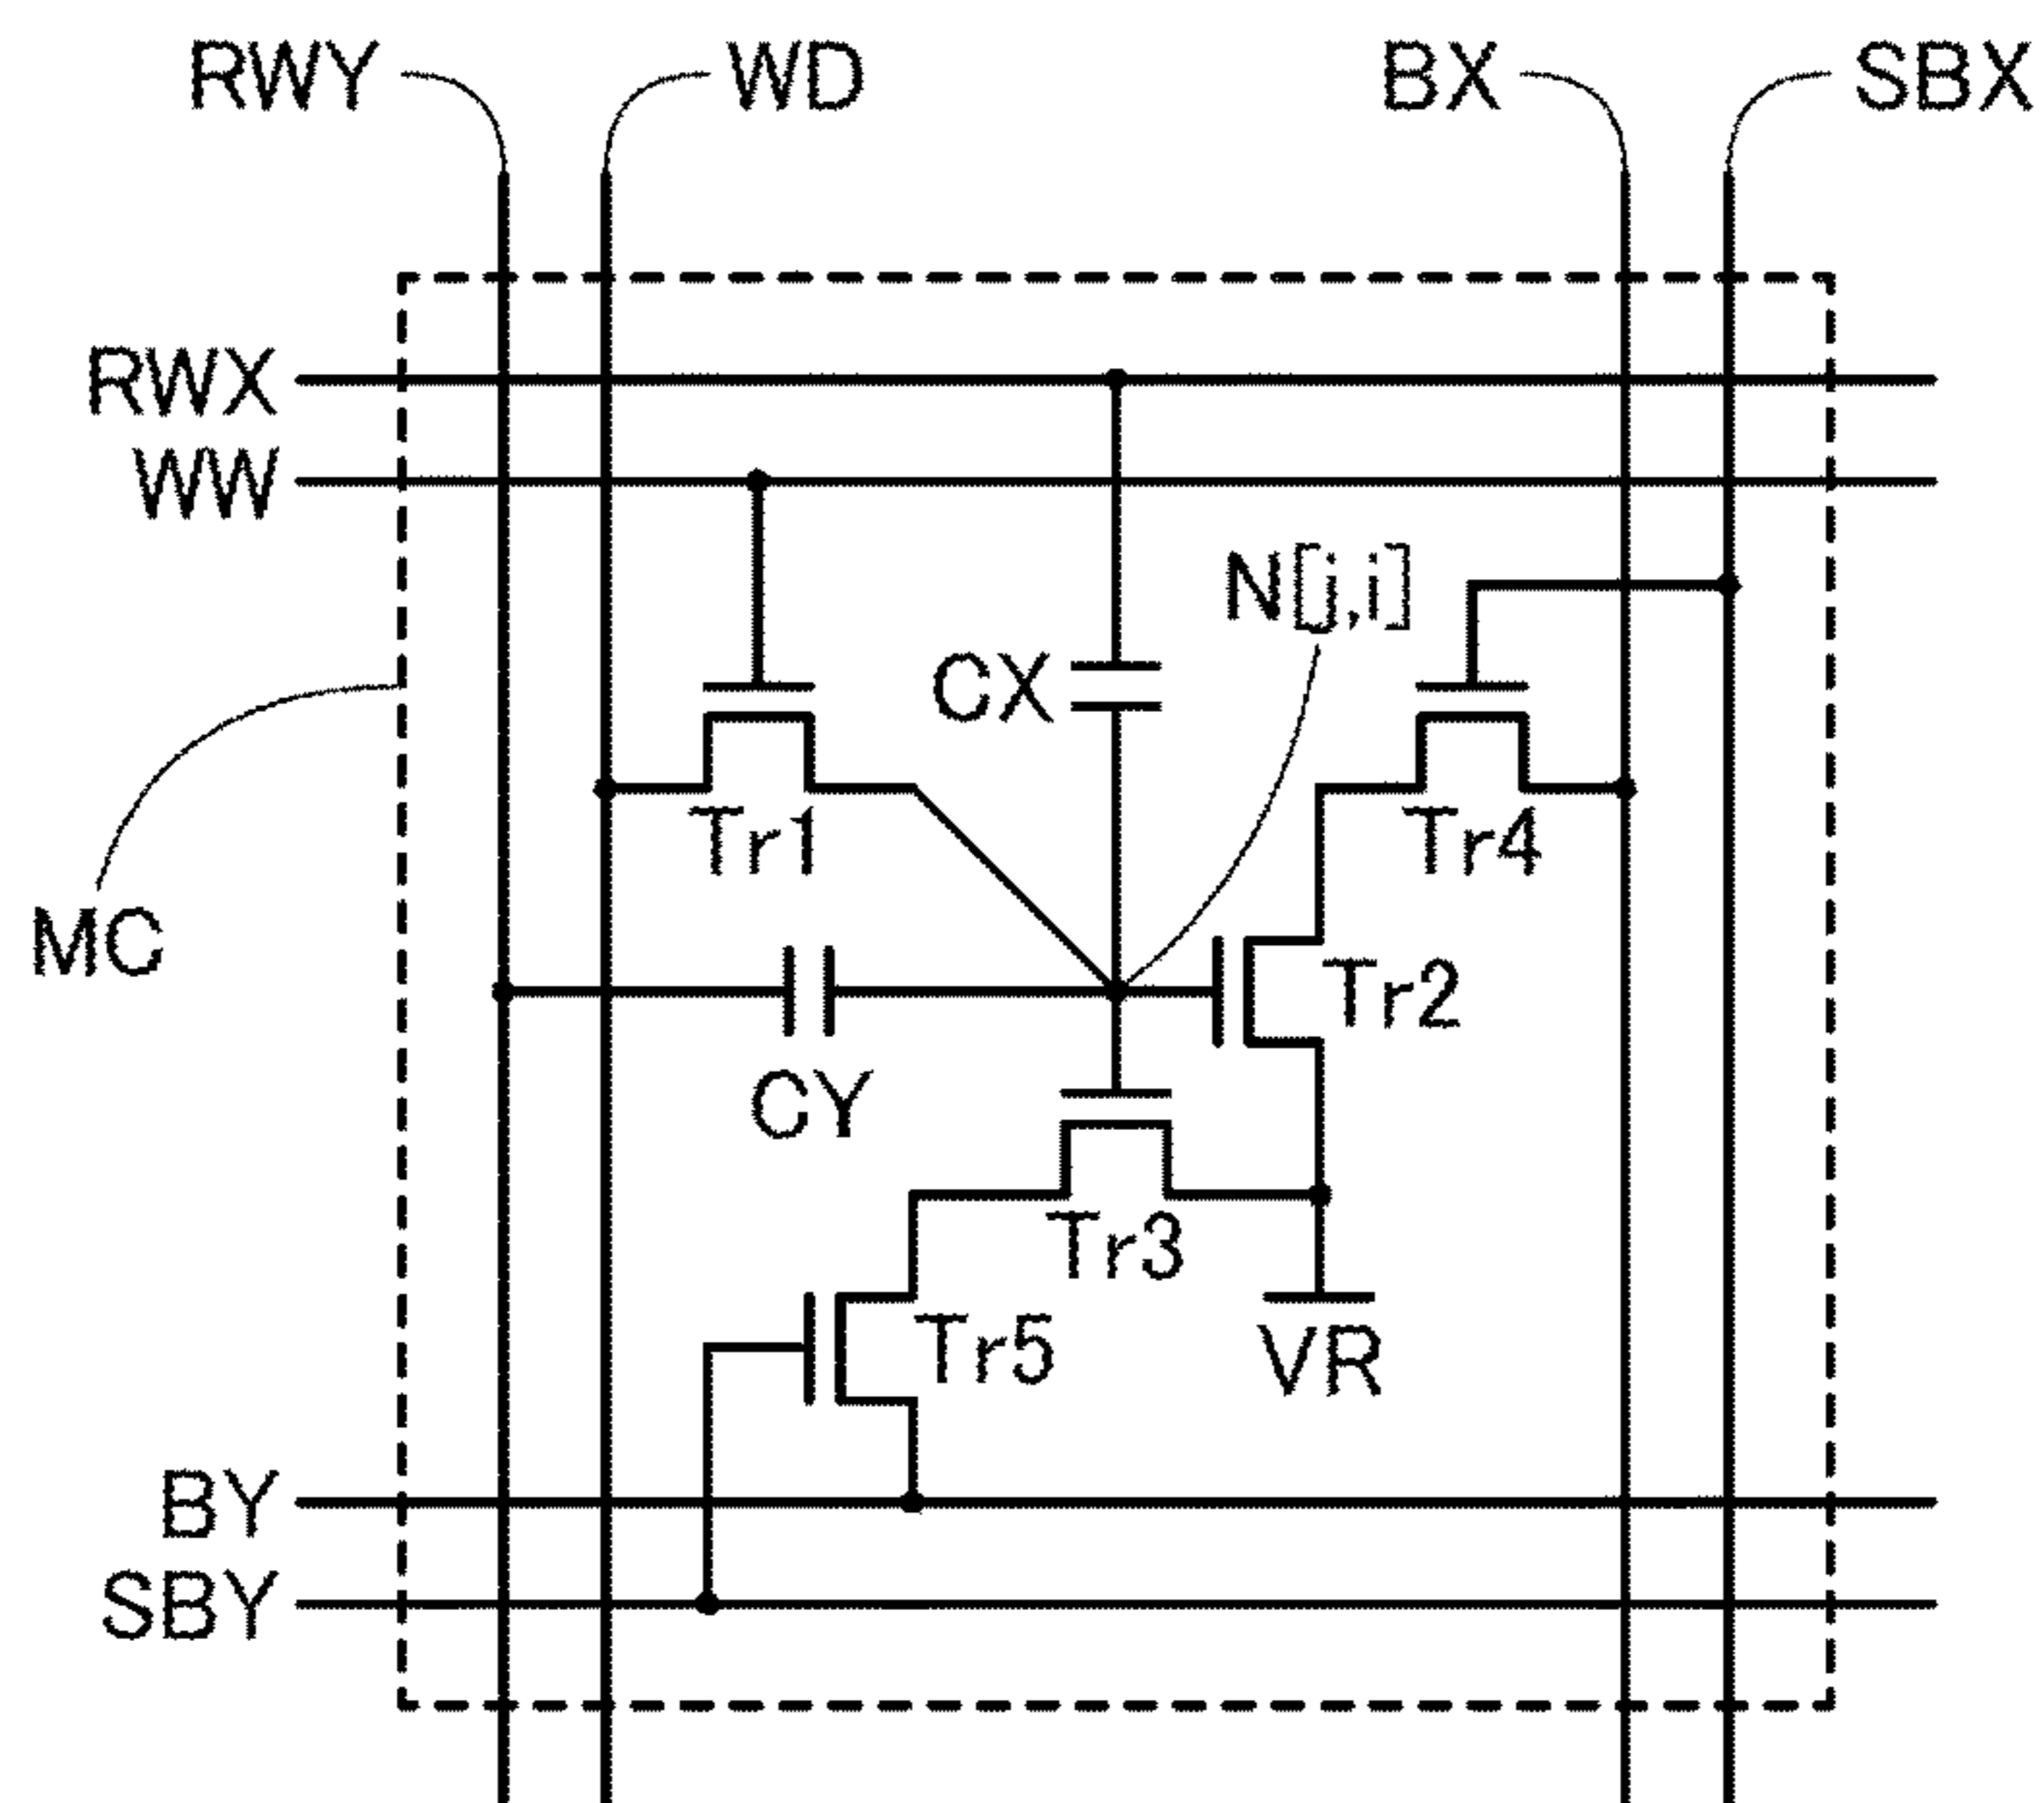 RWY
WD
BX
SBX
RWX
WW
N[j,i]
CX
Tr1
Tr4
MC
Tr2
CY
Tr3
Tr5
VR
BY
SBY